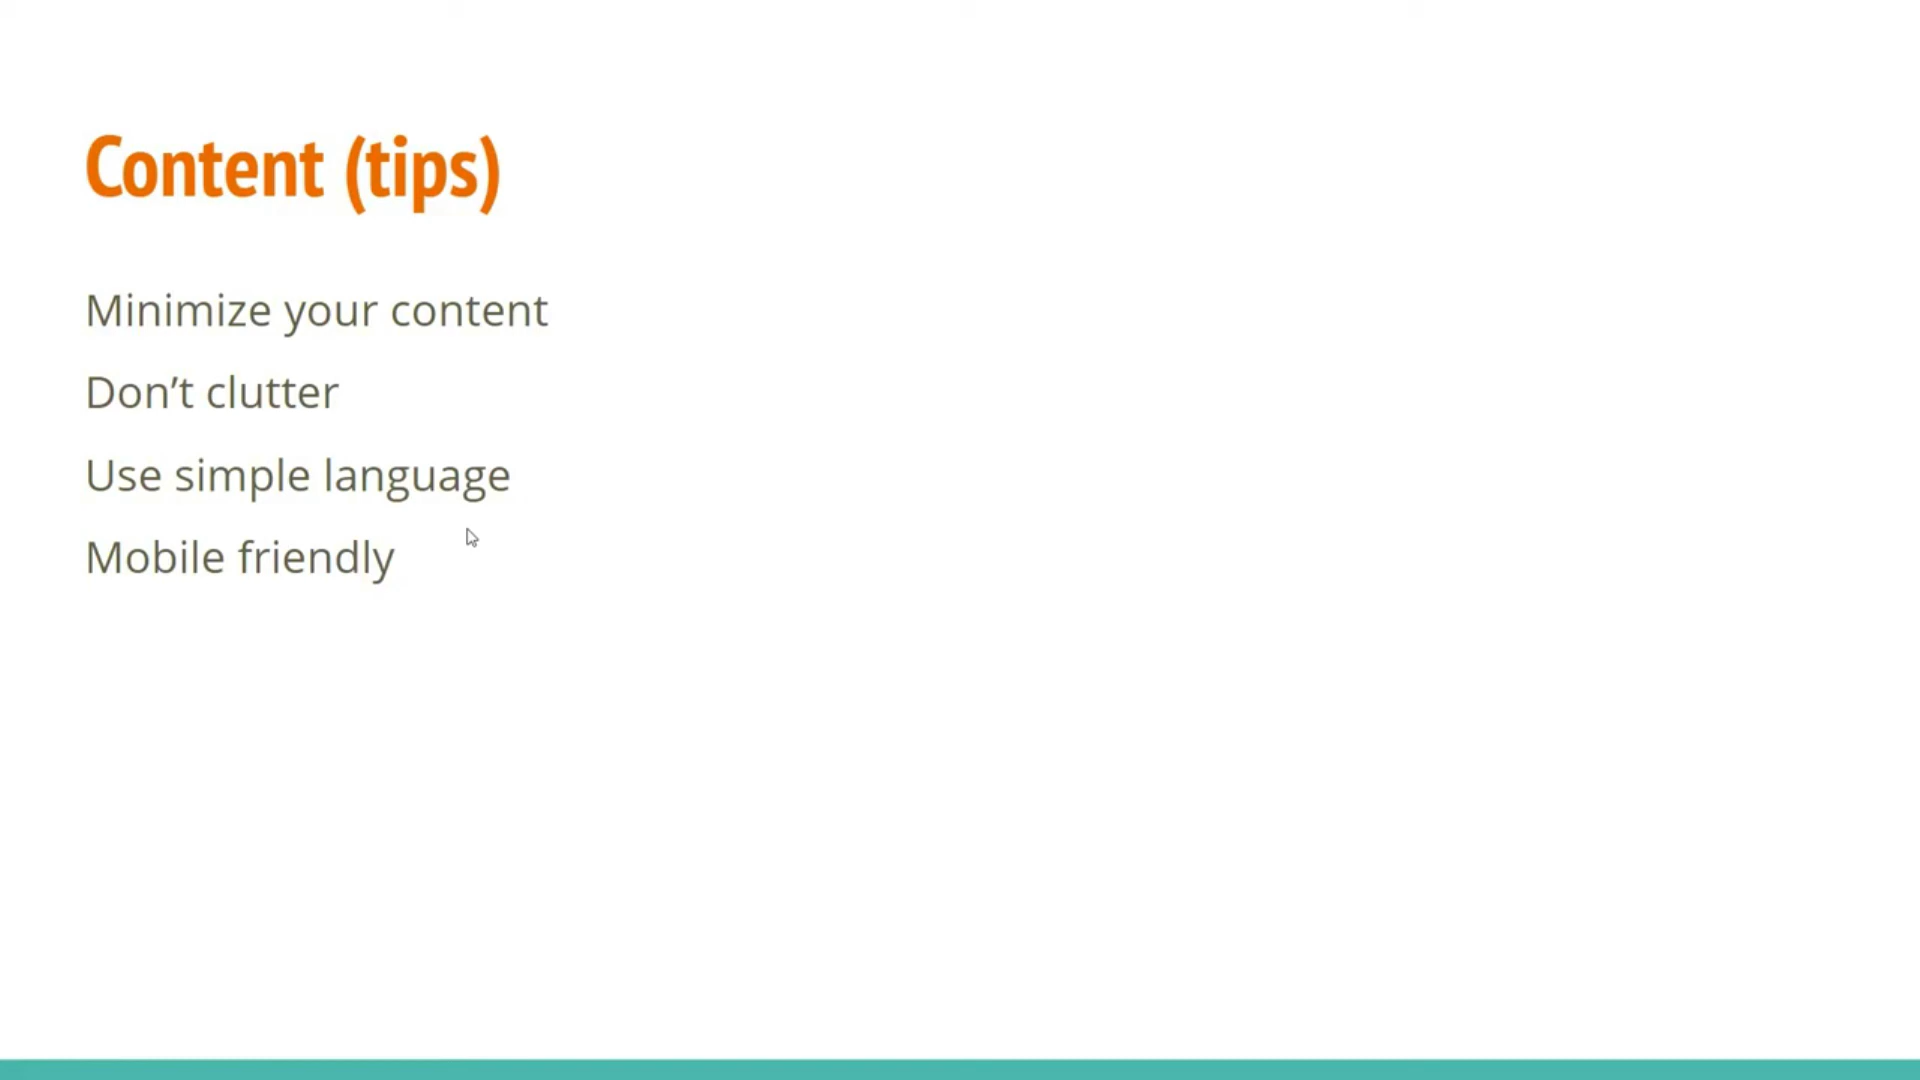 Content (tips)
Minimize your content
Don’t clutter
Use simple language
Mobile friendly